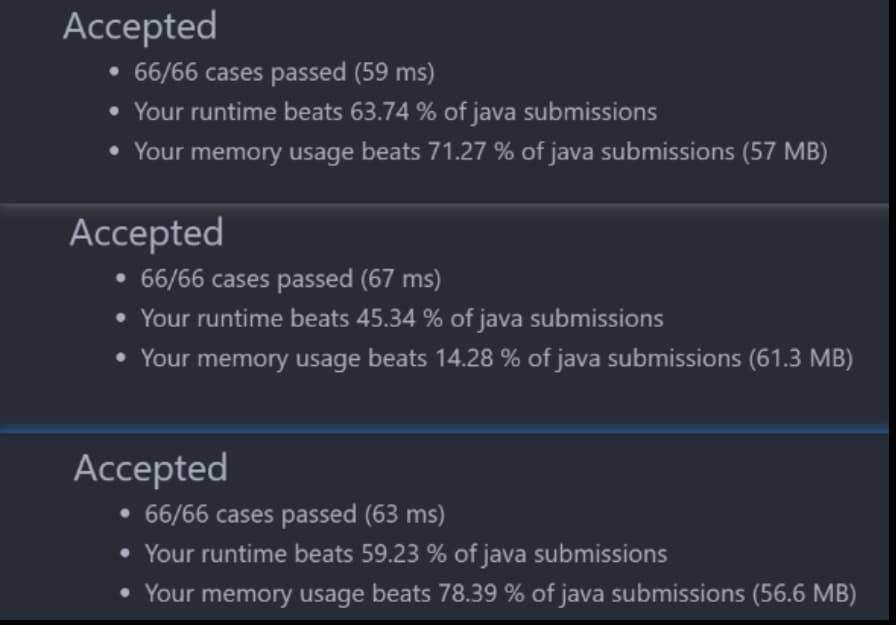 Accepted
• 66/66 cases passed (59 ms)
• Your runtime beats 63.74 % of java submissions
• Your memory usage beats 71.27 % of java submissions (57 MB)
Accepted
• 66/66 cases passed (67 ms)
• Your runtime beats 45.34 % of java submissions
• Your memory usage beats 14.28 % of java submissions (61.3 MB)
Accepted
• 66/66 cases passed (63 ms)
• Your runtime beats 59.23 % of java submissions
• Your memory usage beats 78.39 % of java submissions (56.6 MB)